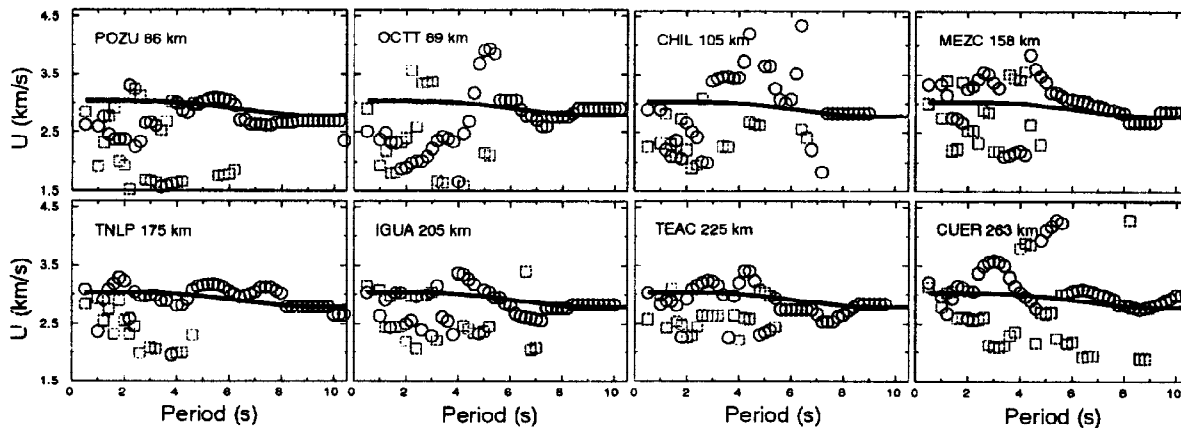 POZU 86 km
OCTT 89 km
CHIL 105 km
MEZC 158 km
U (km/s)
4.5
3.5
2.5
1.5
TNLP 175 km
IGUA 205 km
TEAC 225 km
CUER 263 km
U (km/s)
4.5
3.5
2.5
1.5
0 2 4 6 8 10
0 2 4 6 8 10
0 2 4 6 8 10
0 2 4 6 8 10
Period (s)
Period (s)
Period (s)
Period (s)